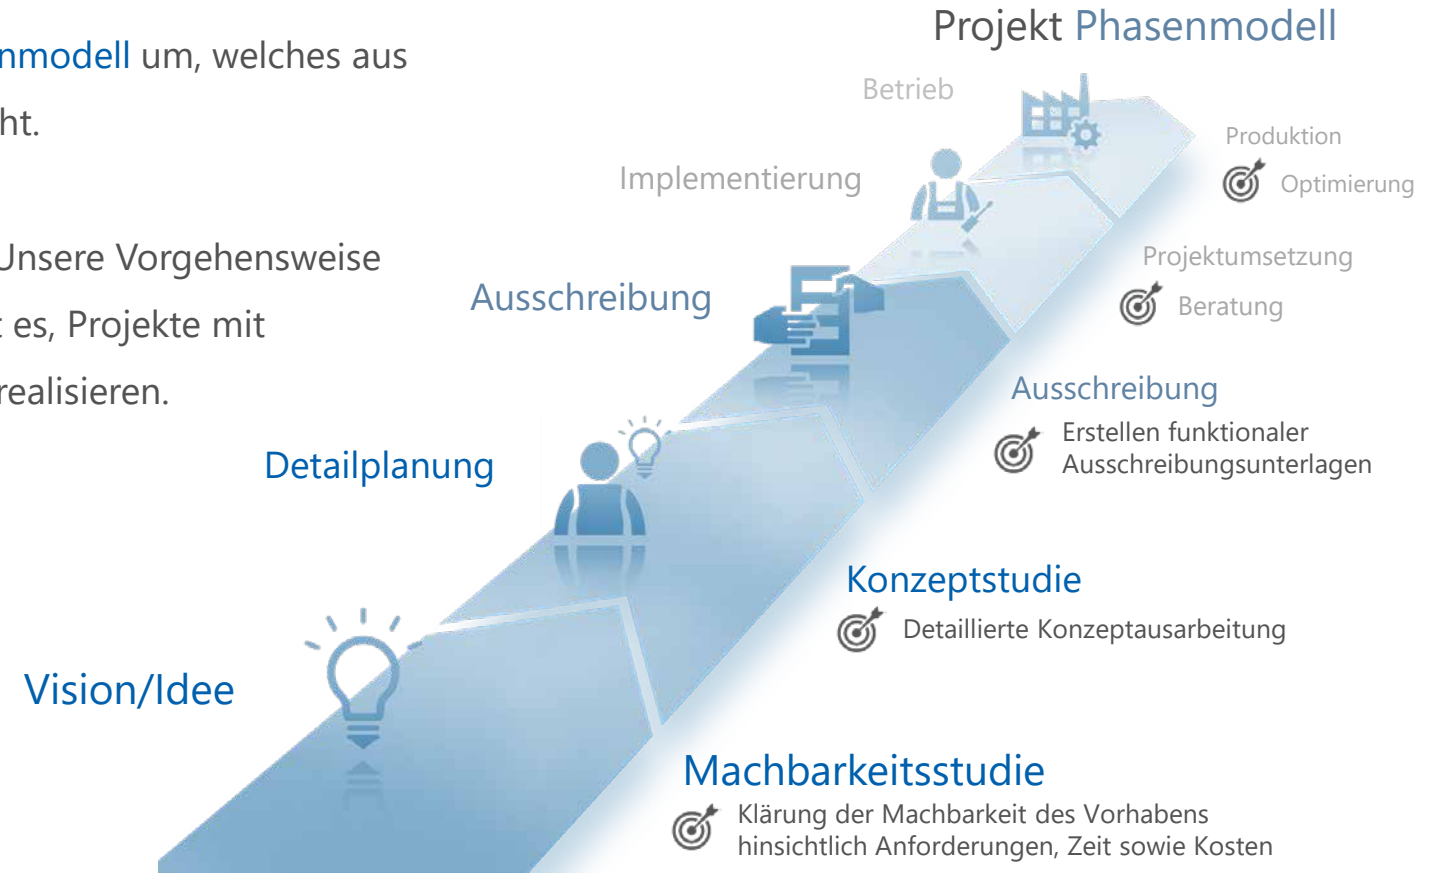 Projekt Phasenmodell
nmodell um, welches aus
ht.
Unsere Vorgehensweise
t es, Projekte mit
realisieren.
Betrieb
Produktion
Optimierung
Implementierung
Projektumsetzung
Beratung
Ausschreibung
Ausschreibung
Erstellen funktionaler
Ausschreibungsunterlagen
Detailplanung
Konzeptstudie
Detaillierte Konzeptausarbeitung
Vision/Idee
Machbarkeitsstudie
Klärung der Machbarkeit des Vorhabens
hinsichtlich Anforderungen, Zeit sowie Kosten